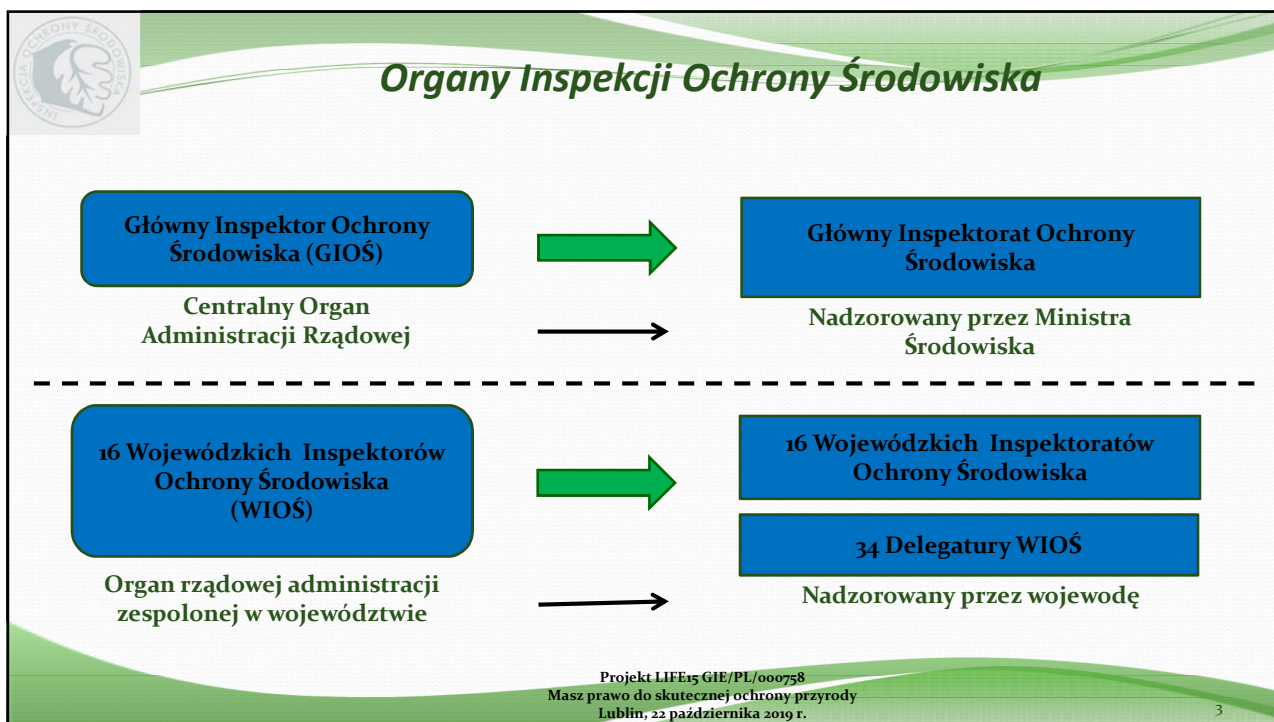 INSPEKCJA OCHRONY ŚRODOWISKA
Organy Inspekcji Ochrony Środowiska
Główny Inspektor Ochrony
Środowiska (GIOŚ)
Główny Inspektorat Ochrony
Środowiska
Centralny Organ
Administracji Rządowej
Nadzorowany przez Ministra
Środowiska
16 Wojewódzkich Inspektorów
Ochrony Środowiska
(WIOŚ)
16 Wojewódzkich Inspektoratów
Ochrony Środowiska
34 Delegatury WIOŚ
Organ rządowej administracji
zespolonej w województwie
Nadzorowany przez wojewodę
Projekt LIFE15 GIE/PL/000758
Masz prawo do skutecznej ochrony przyrody
Lublin, 22 października 2019 r.
3